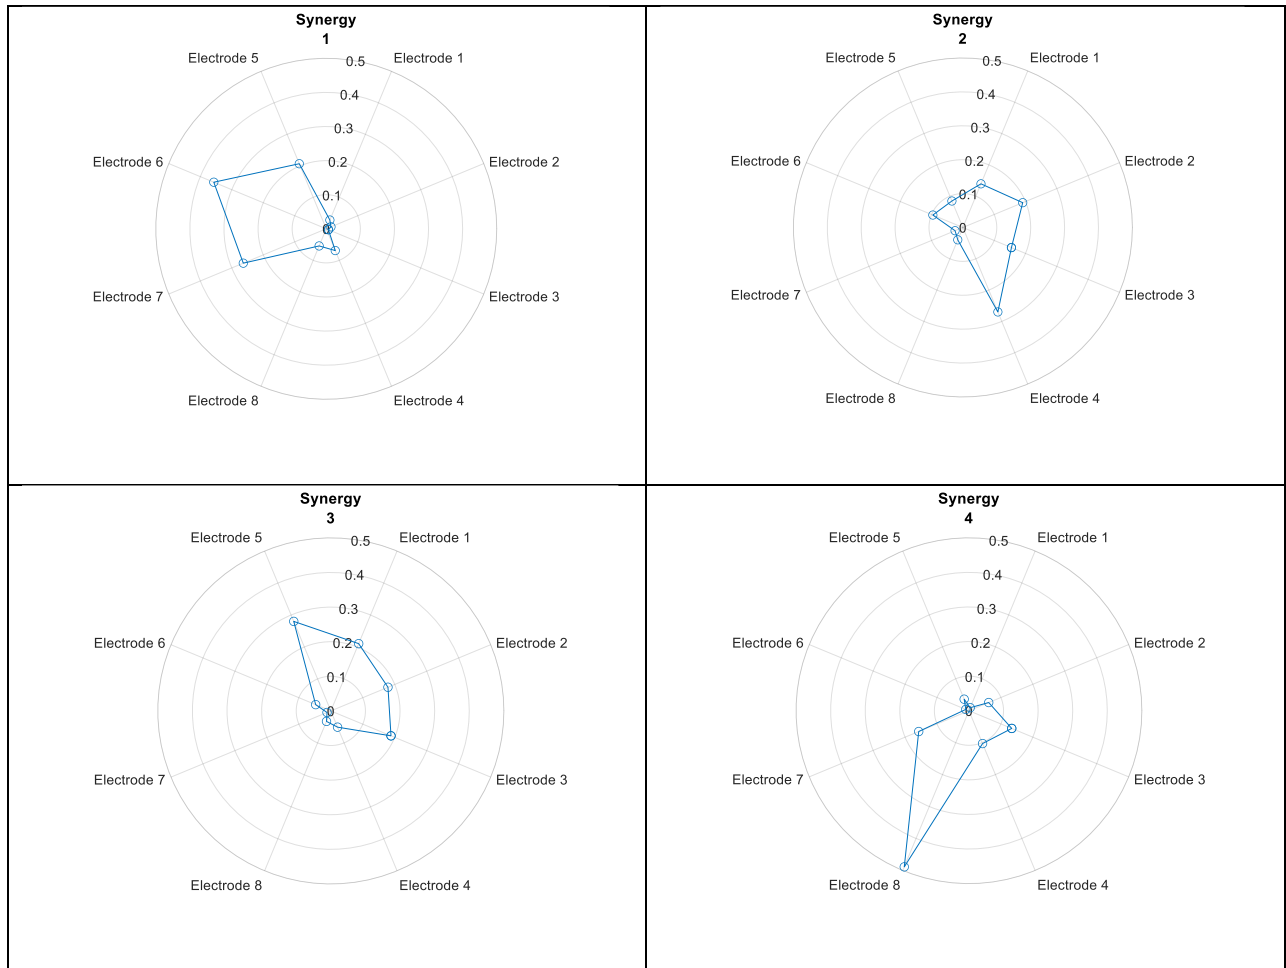 Synergy
1
Electrode 5
0.5
Electrode 1
0.4
0.3
Electrode 6
0.2
Electrode 2
0.1
0
Electrode 7
Electrode 3
Electrode 8
Electrode 4
Synergy
2
Electrode 5
0.5
Electrode 1
0.4
0.3
Electrode 6
0.2
Electrode 2
0.1
0
Electrode 7
Electrode 3
Electrode 8
Electrode 4
Synergy
3
Electrode 5
0.5
Electrode 1
0.4
0.3
Electrode 6
0.2
Electrode 2
0.1
0
Electrode 7
Electrode 3
Electrode 8
Electrode 4
Synergy
4
Electrode 5
0.5
Electrode 1
0.4
0.3
Electrode 6
0.2
Electrode 2
0.1
0
Electrode 7
Electrode 3
Electrode 8
Electrode 4